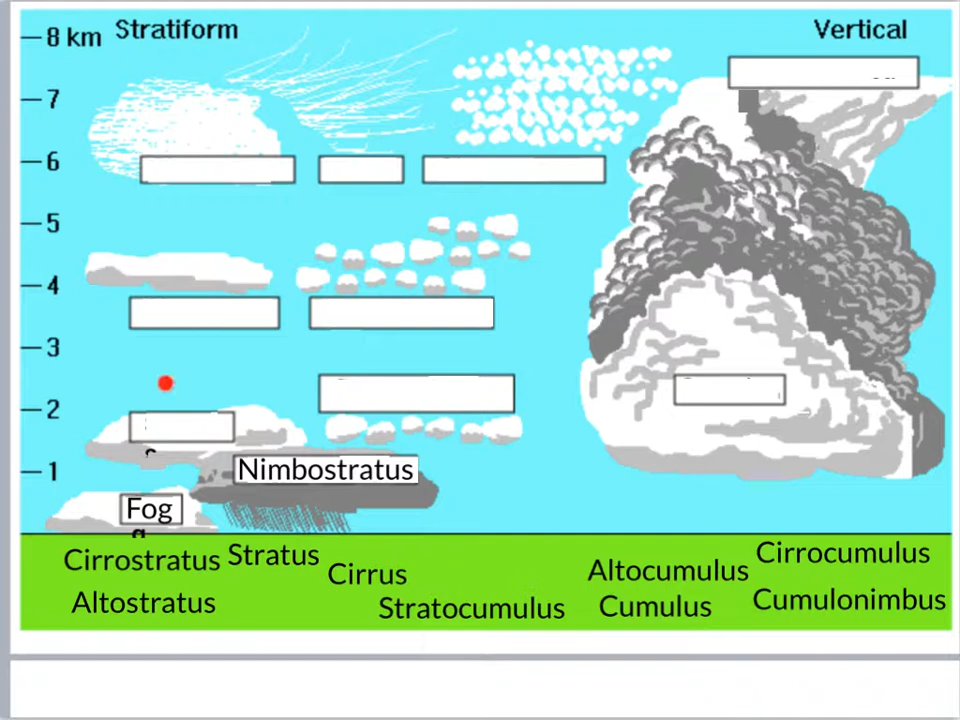 8 km
Stratiform
Vertical
7
6
5
4
3
2
1
Nimbostratus
Fog
Cirrostratus
Stratus
Cirrus
Altocumulus
Cirrocumulus
Altostratus
Stratocumulus
Cumulus
Cumulonimbus